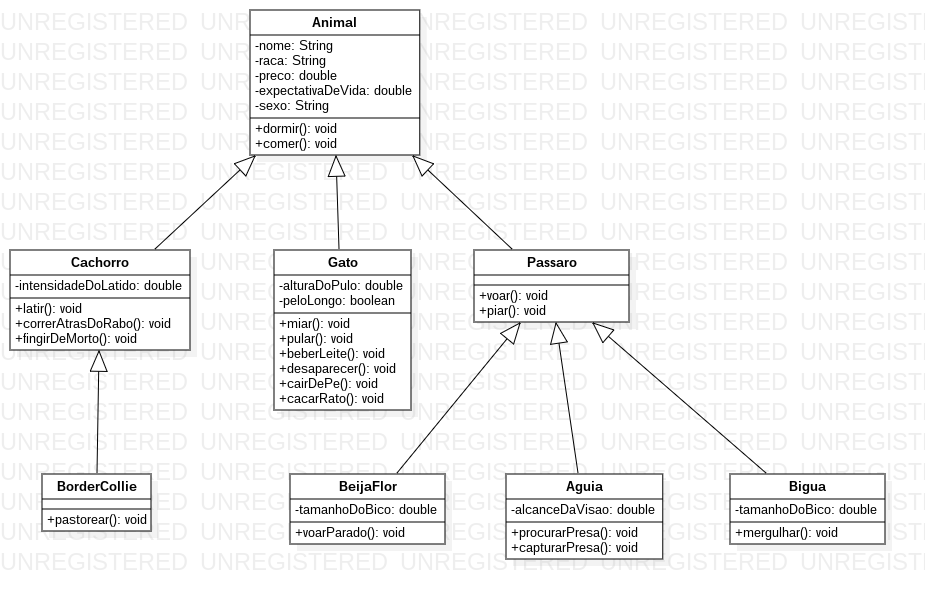 Animal
-nome: String
-raca: String
-preco: double
-expectativaDeVida: double
-sexo: String
+dormir(): void
+comer(): void
Cachorro
-intensidadeDoLatido: double
+latir(): void
+correrAtrasDoRabo(): void
+fingirDeMorto(): void
Gato
-alturaDoPulo: double
-peloLongo: boolean
+miar(): void
+pular(): void
+beberLeite(): void
+desaparecer(): void
+cairDePe(): void
+cacarRato(): void
Passaro
+voar(): void
+piar(): void
BorderCollie
+pastorear(): void
BeijaFlor
-tamanhoDoBico: double
+voarParado(): void
Aguia
-alcanceDaVisao: double
+procurarPresa(): void
+capturarPresa(): void
Bigua
-tamanhoDoBico: double
+mergulhar(): void
UNREGISTERED